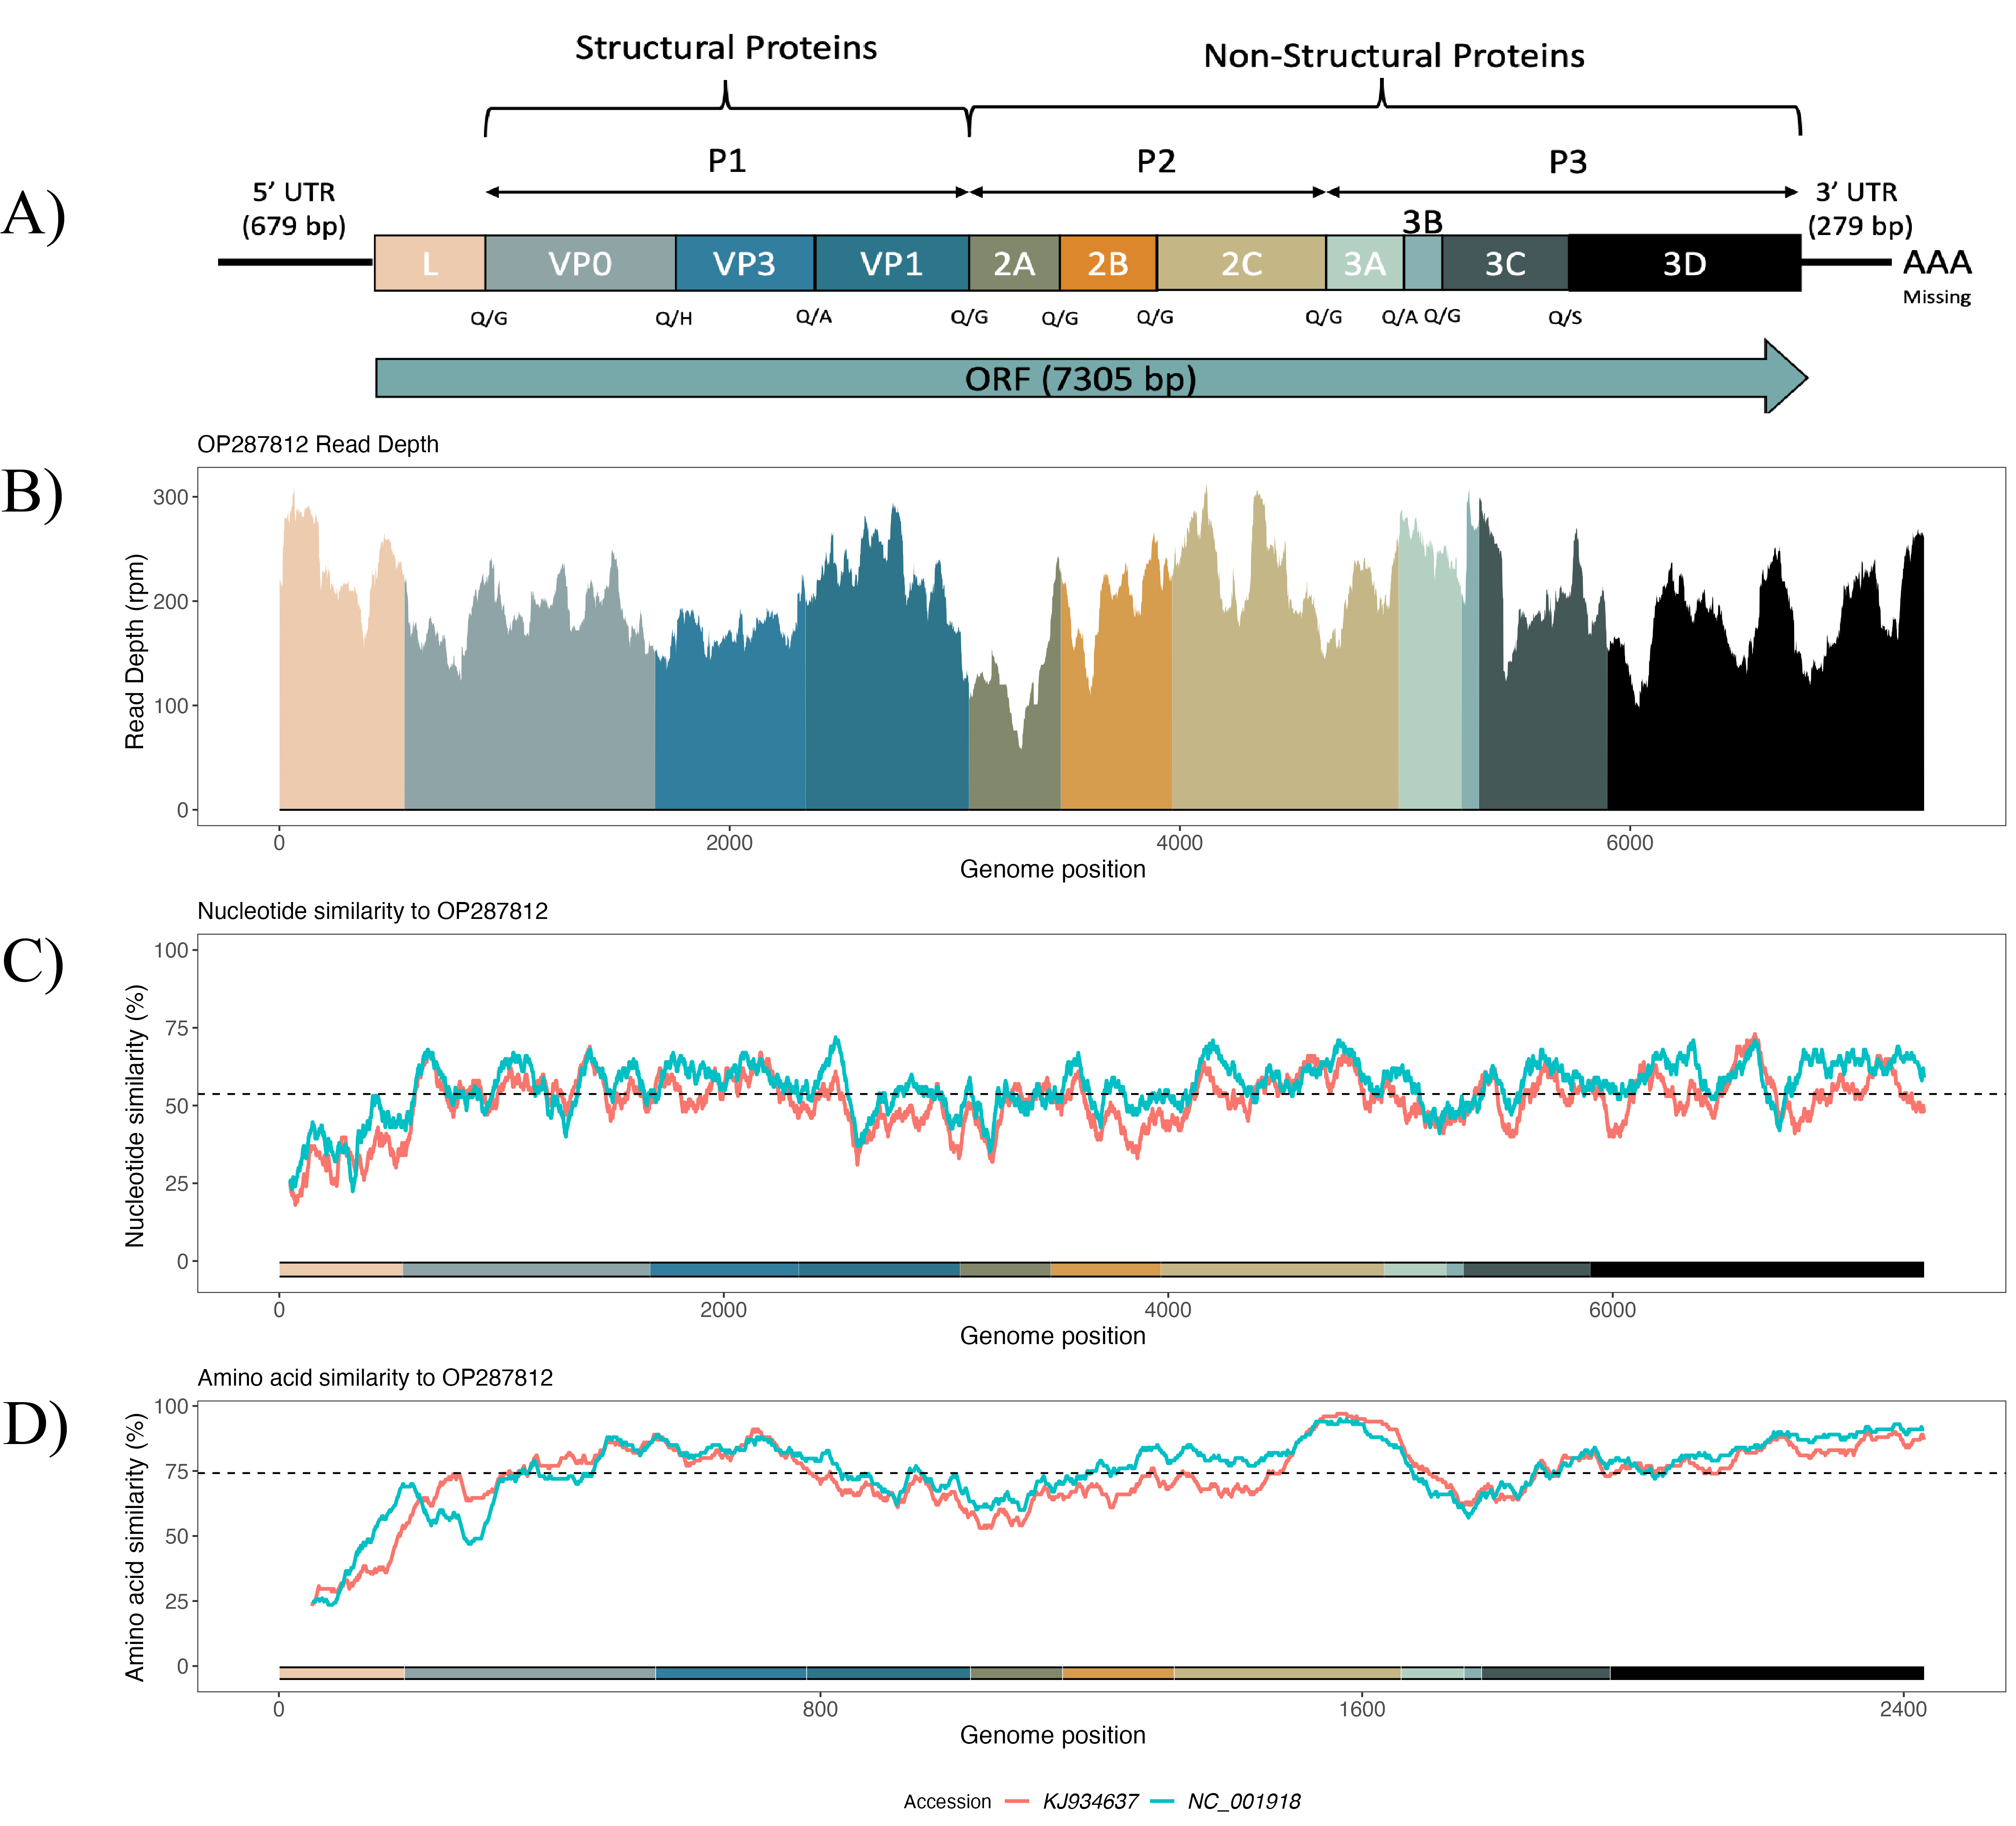 A)
Structural Proteins
Non-Structural Proteins
P1
P2
P3
5’ UTR
(679 bp)
3’ UTR
(279 bp)
3B
L
VP0
VP3
VP1
2A
2B
2C
3A
3C
3D
AAA
Missing
Q/G
Q/H
Q/A
Q/G
Q/G
Q/G
Q/G
Q/A
Q/G
Q/S
ORF (7305 bp)
B)
OP287812 Read Depth
Read Depth (rpm)
300
200
100
0
0
2000
4000
6000
Genome position
C)
Nucleotide similarity to OP287812
Nucleotide similarity (%)
100
75
50
25
0
0
2000
4000
6000
Genome position
D)
Amino acid similarity to OP287812
Amino acid similarity (%)
100
75
50
25
0
0
800
1600
2400
Genome position
Accession
KJ934637
NC_001918